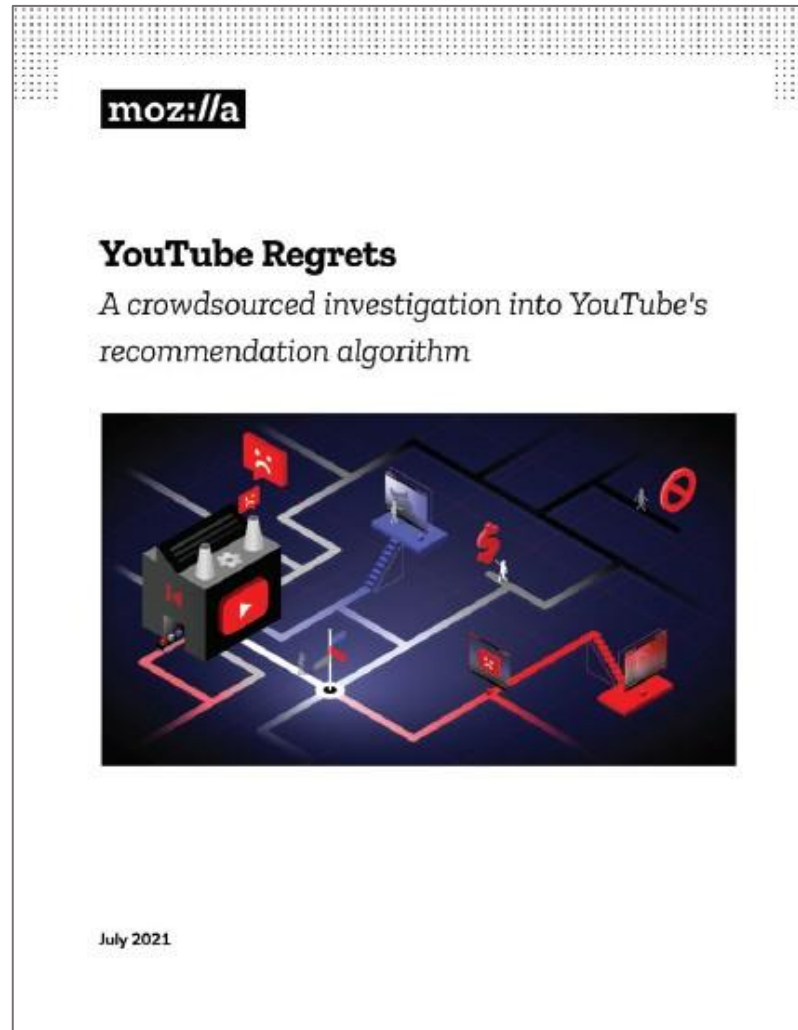 moz://a
YouTube Regrets
A crowdsourced investigation into YouTube's
recommendation algorithm
July 2021